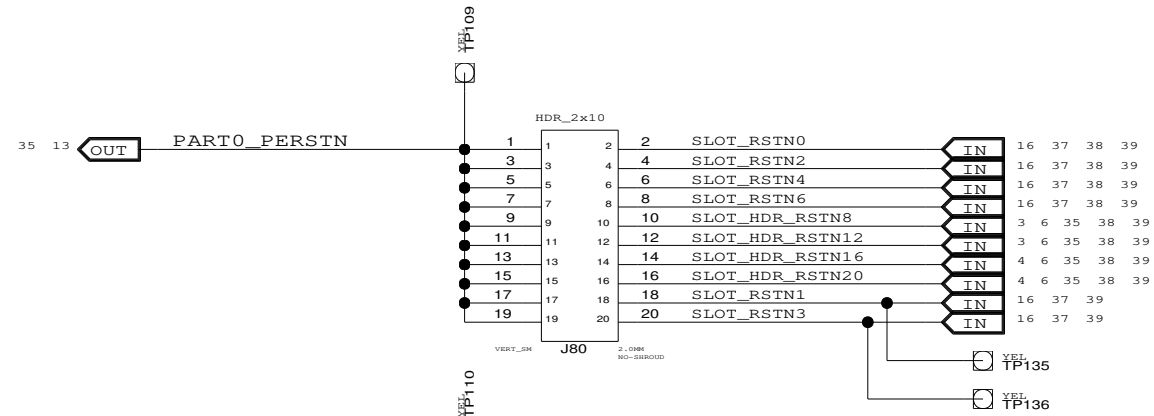 YEL
TP109
HDR_2x10
35 13 OUT PART0_PERSTN 1 1 2 2 SLOT_RSTN0 IN 16 37 38 39
3 3 4 4 SLOT_RSTN2 IN 16 37 38 39
5 5 6 6 SLOT_RSTN4 IN 16 37 38 39
7 7 8 8 SLOT_RSTN6 IN 16 37 38 39
9 9 10 10 SLOT_HDR_RSTN8 IN 3 6 35 38 39
11 11 12 12 SLOT_HDR_RSTN12 IN 3 6 35 38 39
13 13 14 14 SLOT_HDR_RSTN16 IN 4 6 35 38 39
15 15 16 16 SLOT_HDR_RSTN20 IN 4 6 35 38 39
17 17 18 18 SLOT_RSTN1 IN 16 37 39
19 19 20 20 SLOT_RSTN3 IN 16 37 39
VERT_SM J80 2.0MM
NO-SHROUD
YEL
TP135
YEL
TP136
YEL
TP110